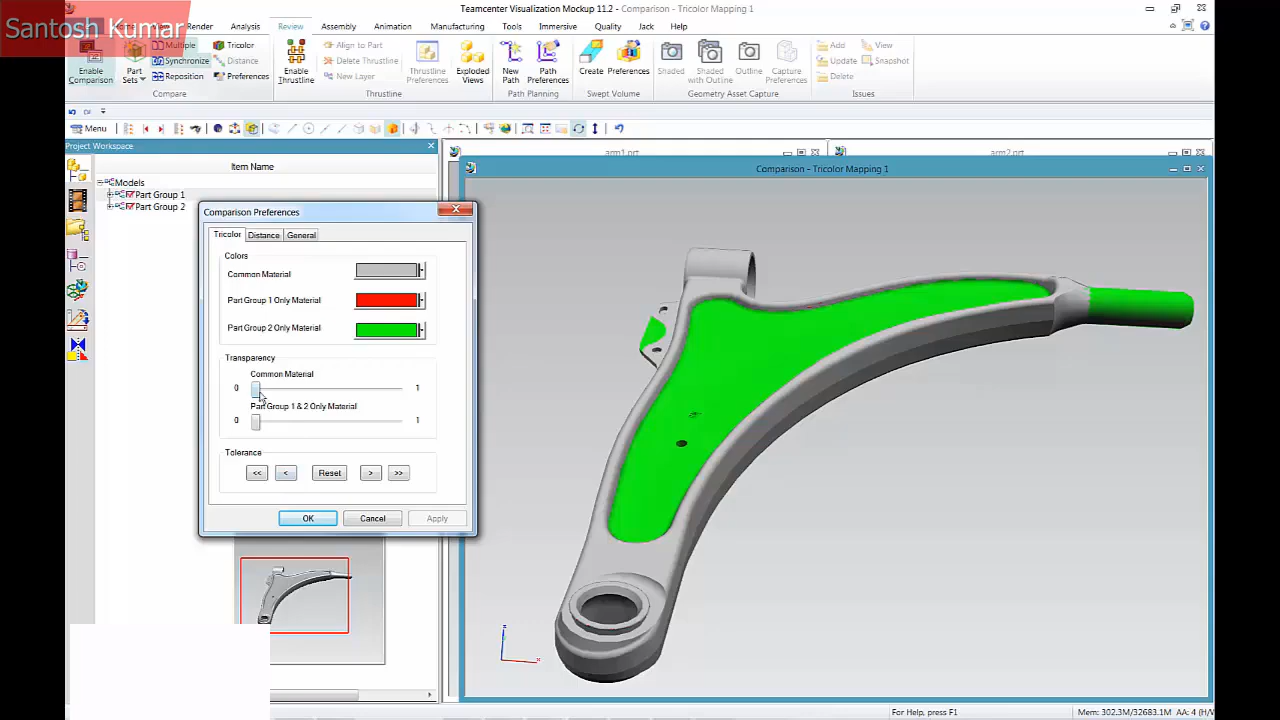 Teamcenter Visualization Mockup 11.2 - Comparison - Tricolor Mapping 1
Santosh Kumar
Render Analysis Review Assembly Animation Manufacturing Tools Immersive Quality Jack Help
Multiple Tricolor
Synchronize Distance
Reposition Preferences
Enable Comparison
Part Sets
Compare
Enable Thrustline
Align to Part
Delete Thrustline
New Layer
Thrustline Preferences
Exploded Views
Thrustline
New Path
Path Preferences
Path Planning
Create Preferences
Swept Volume
Shaded
Shaded with Outline
Outline
Capture Preferences
Geometry Asset Capture
Add View
Update Snapshot
Delete
Issues
Menu
Project Workspace
Item Name
Models
Part Group 1
Part Group 2
arm1.prt
arm2.prt
Comparison - Tricolor Mapping 1
Comparison Preferences
Tricolor Distance General
Colors
Common Material
Part Group 1 Only Material
Part Group 2 Only Material
Transparency
Common Material
0 1
Part Group 1 & 2 Only Material
0 1
Tolerance
<< < Reset > >>
OK Cancel Apply
For Help, press F1
Mem: 302.3M/32683.1M AA: 4 (H/